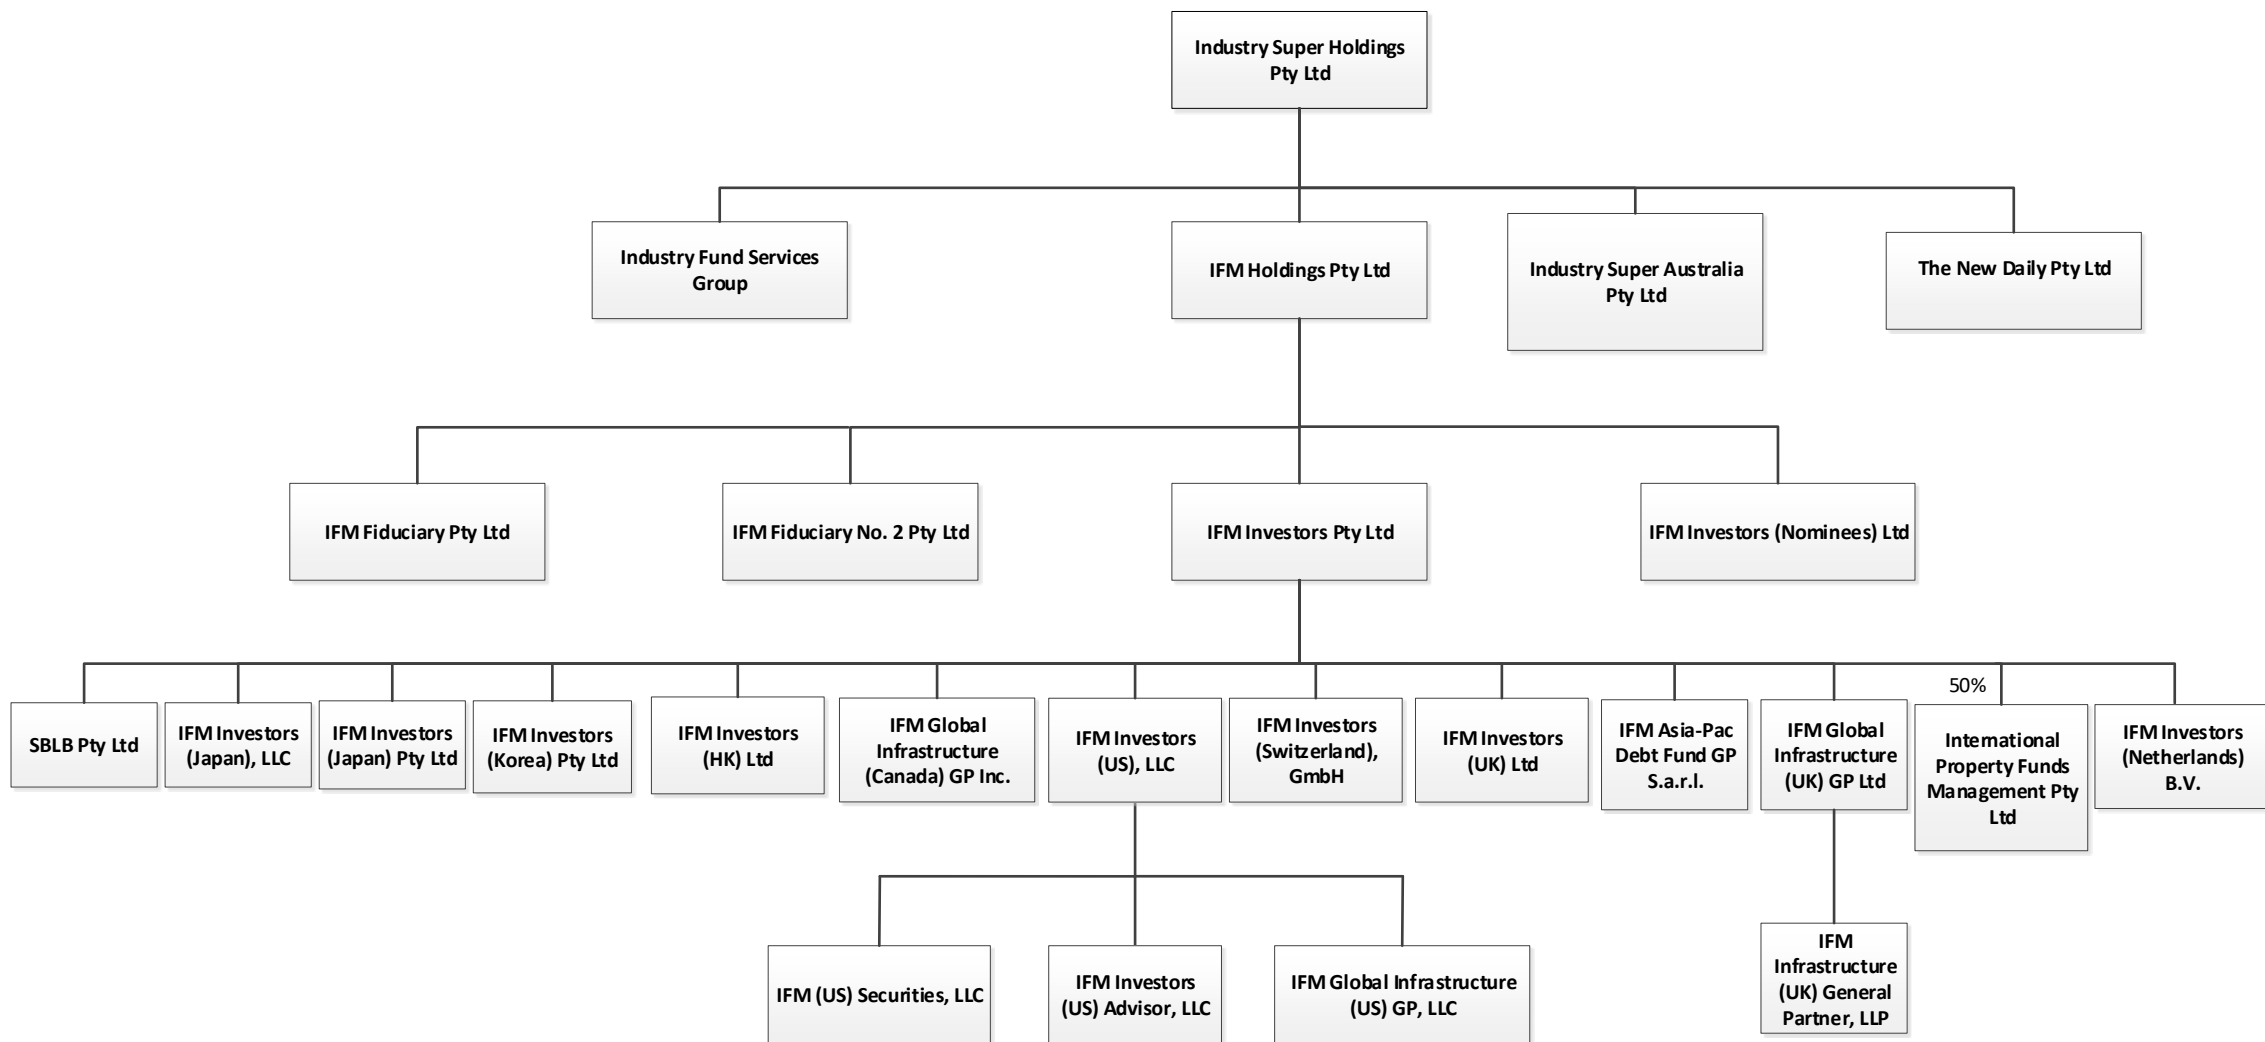 Industry Super Holdings
Pty Ltd
Industry Fund Services
Group
IFM Holdings Pty Ltd
Industry Super Australia
Pty Ltd
The New Daily Pty Ltd
IFM Fiduciary Pty Ltd
IFM Fiduciary No. 2 Pty Ltd
IFM Investors Pty Ltd
IFM Investors (Nominees) Ltd
SBLB Pty Ltd
IFM Investors
(Japan), LLC
IFM Investors
(Japan) Pty Ltd
IFM Investors
(Korea) Pty Ltd
IFM Investors
(HK) Ltd
IFM Global
Infrastructure
(Canada) GP Inc.
IFM Investors
(US), LLC
IFM Investors
(Switzerland),
GmbH
IFM Investors
(UK) Ltd
IFM Asia-Pac
Debt Fund GP
S.a.r.l.
IFM Global
Infrastructure
(UK) GP Ltd
50%
International
Property Funds
Management Pty
Ltd
IFM Investors
(Netherlands)
B.V.
IFM (US) Securities, LLC
IFM Investors
(US) Advisor, LLC
IFM Global Infrastructure
(US) GP, LLC
IFM
Infrastructure
(UK) General
Partner, LLP